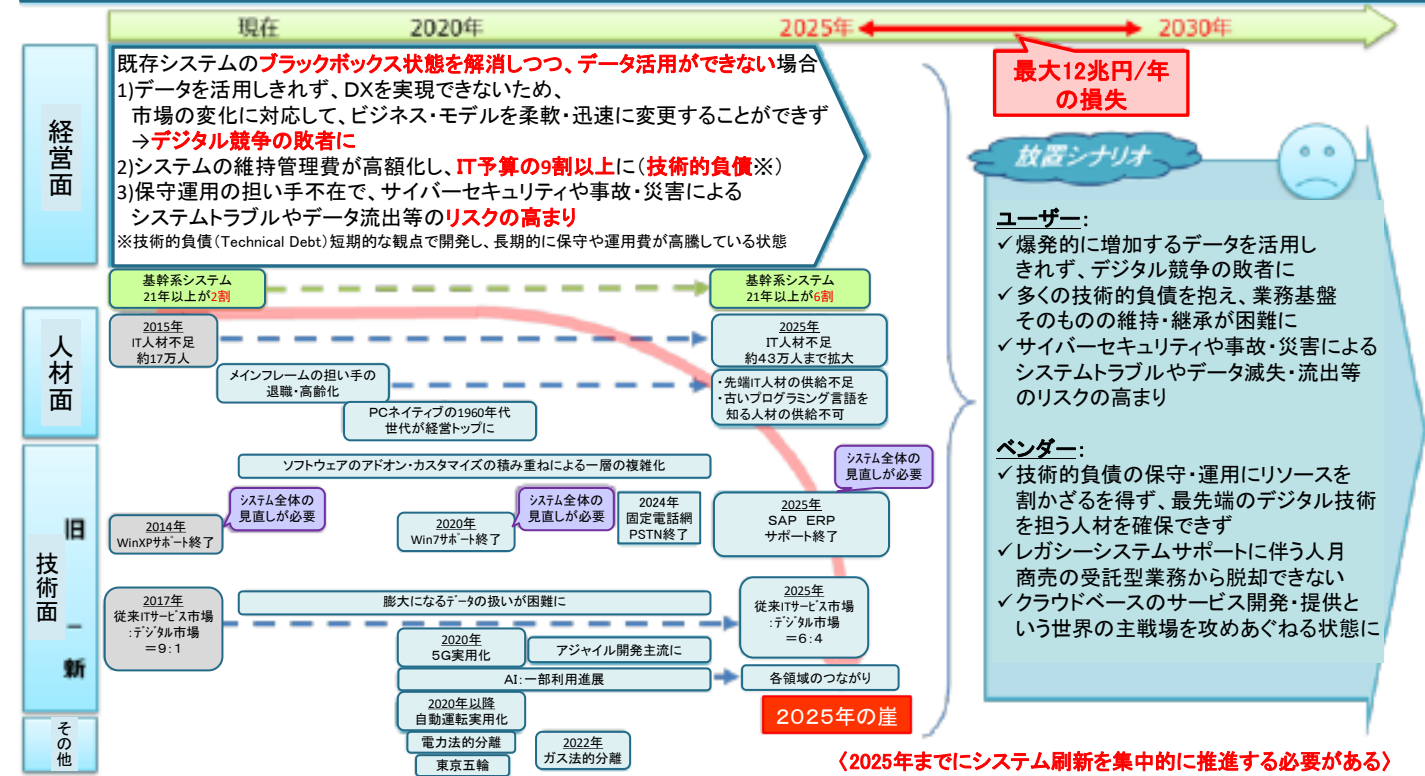 現在
2020年
2025年
2030年
経営面
既存システムのブラックボックス状態を解消しつつ、データ活用ができない場合
1)データを活用しきれず、DXを実現できないため、
市場の変化に対応して、ビジネス・モデルを柔軟・迅速に変更することができず
→デジタル競争の敗者に
2)システムの維持管理費が高額化し、IT予算の9割以上に(技術的負債※)
3)保守運用の担い手不在で、サイバーセキュリティや事故・災害による
システムトラブルやデータ流出等のリスクの高まり
※技術的負債(Technical Debt)短期的な観点で開発し、長期的に保守や運用費が高騰している状態
最大12兆円/年
の損失
基幹系システム
21年以上が2割
基幹系システム
21年以上が6割
人材面
2015年
IT人材不足
約17万人
2025年
IT人材不足
約43万人まで拡大
メインフレームの担い手の
退職・高齢化
・先端IT人材の供給不足
・古いプログラミング言語を
知る人材の供給不可
PCネイティブの1960年代
世代が経営トップに
技術面
旧
ー
新
ソフトウェアのアドオン・カスタマイズの積み重ねによる一層の複雑化
ｼｽﾃﾑ全体の
見直しが必要
2014年
WinXPｻﾎﾟｰﾄ終了
ｼｽﾃﾑ全体の
見直しが必要
2020年
Win7ｻﾎﾟｰﾄ終了
2024年
固定電話網
PSTN終了
ｼｽﾃﾑ全体の
見直しが必要
2025年
SAP ERP
サポート終了
2017年
従来ITｻｰﾋﾞｽ市場
:ﾃﾞｼﾞﾀﾙ市場
=9:1
膨大になるﾃﾞｰﾀの扱いが困難に
2025年
従来ITｻｰﾋﾞｽ市場
:ﾃﾞｼﾞﾀﾙ市場
=6:4
2020年
5G実用化
アジャイル開発主流に
AI:一部利用進展
各領域のつながり
2020年以降
自動運転実用化
2025年の崖
その他
電力法的分離
東京五輪
2022年
ガス法的分離
放置シナリオ
ユーザー:
✓爆発的に増加するデータを活用し
きれず、デジタル競争の敗者に
✓多くの技術的負債を抱え、業務基盤
そのものの維持・継承が困難に
✓サイバーセキュリティや事故・災害による
システムトラブルやデータ滅失・流出等
のリスクの高まり
ベンダー:
✓技術的負債の保守・運用にリソースを
割かざるを得ず、最先端のデジタル技術
を担う人材を確保できず
✓レガシーシステムサポートに伴う人月
商売の受託型業務から脱却できない
✓クラウドベースのサービス開発・提供と
いう世界の主戦場を攻めあぐねる状態に
〈2025年までにシステム刷新を集中的に推進する必要がある〉